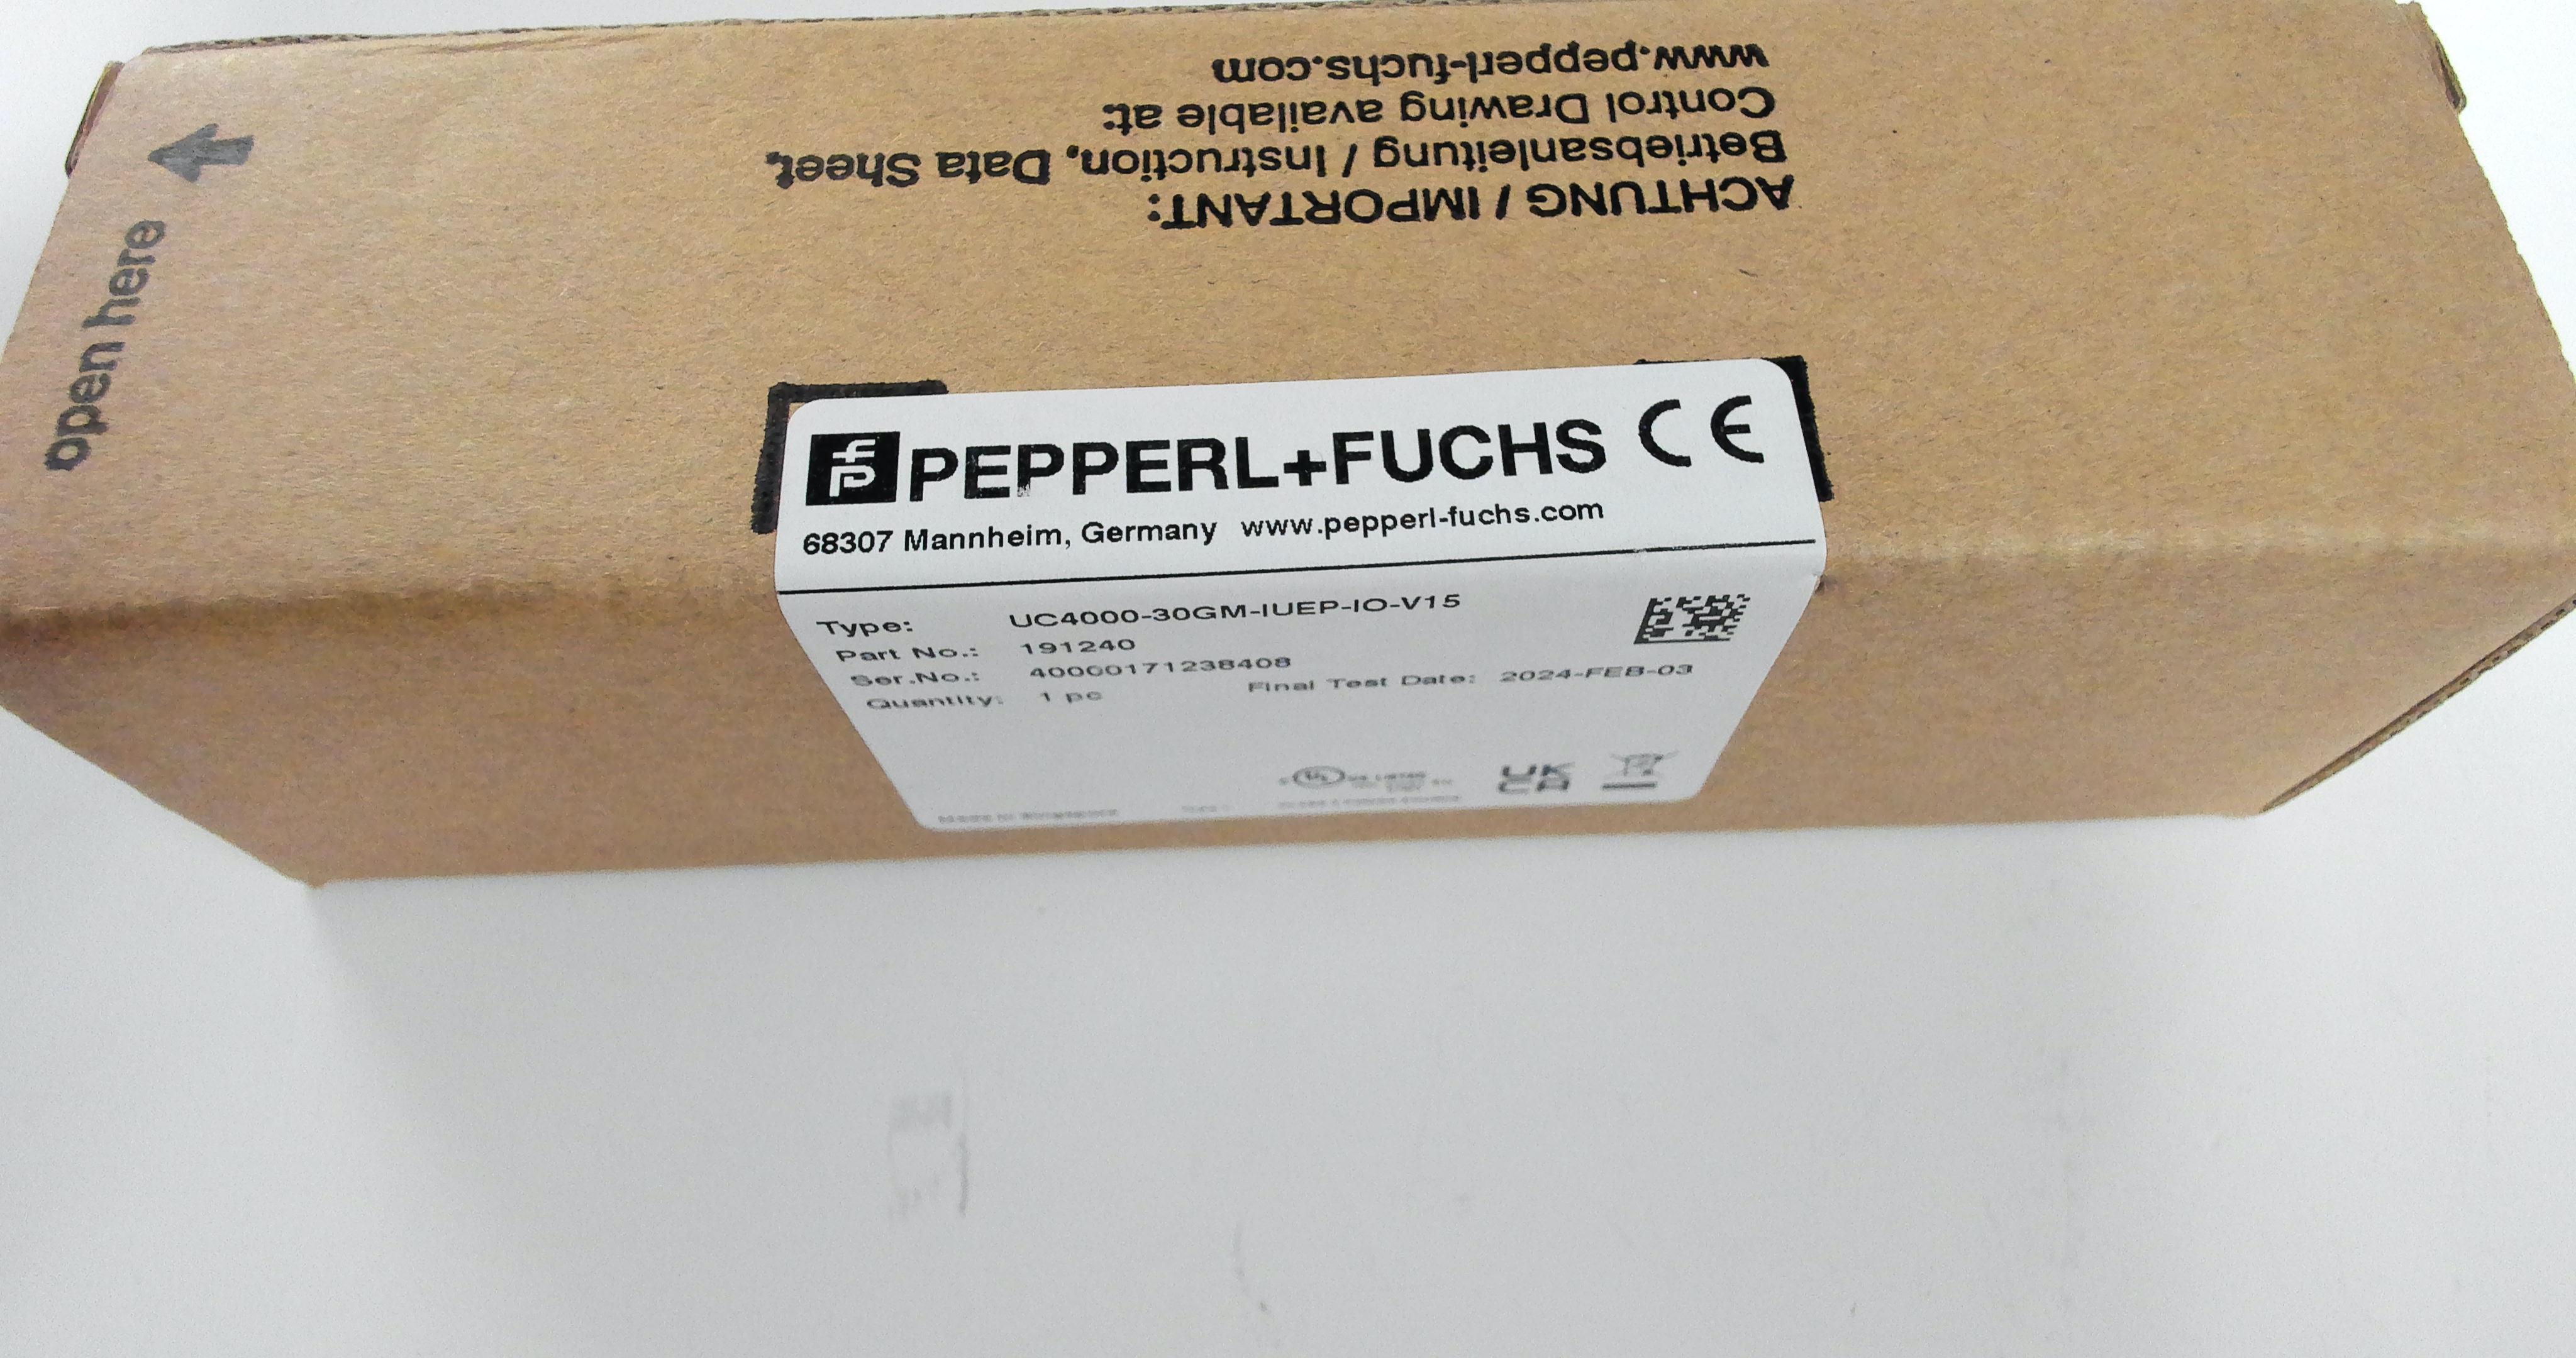 www.pepperl-fuchs.com
Control Drawing available at:
Betriebsanleitung / Instruction, Data Sheet,
ACHTUNG / IMPORTANT:
open here
PEPPERL+FUCHS CE
68307 Mannheim, Germany www.pepperl-fuchs.com
Type: UC4000-30GM-IUEP-IO-V15
Part No.: 191240
Ser.No.: 40000171238408
Quantity: 1 pc Final Test Date: 2024-FEB-03
UL
UK CA